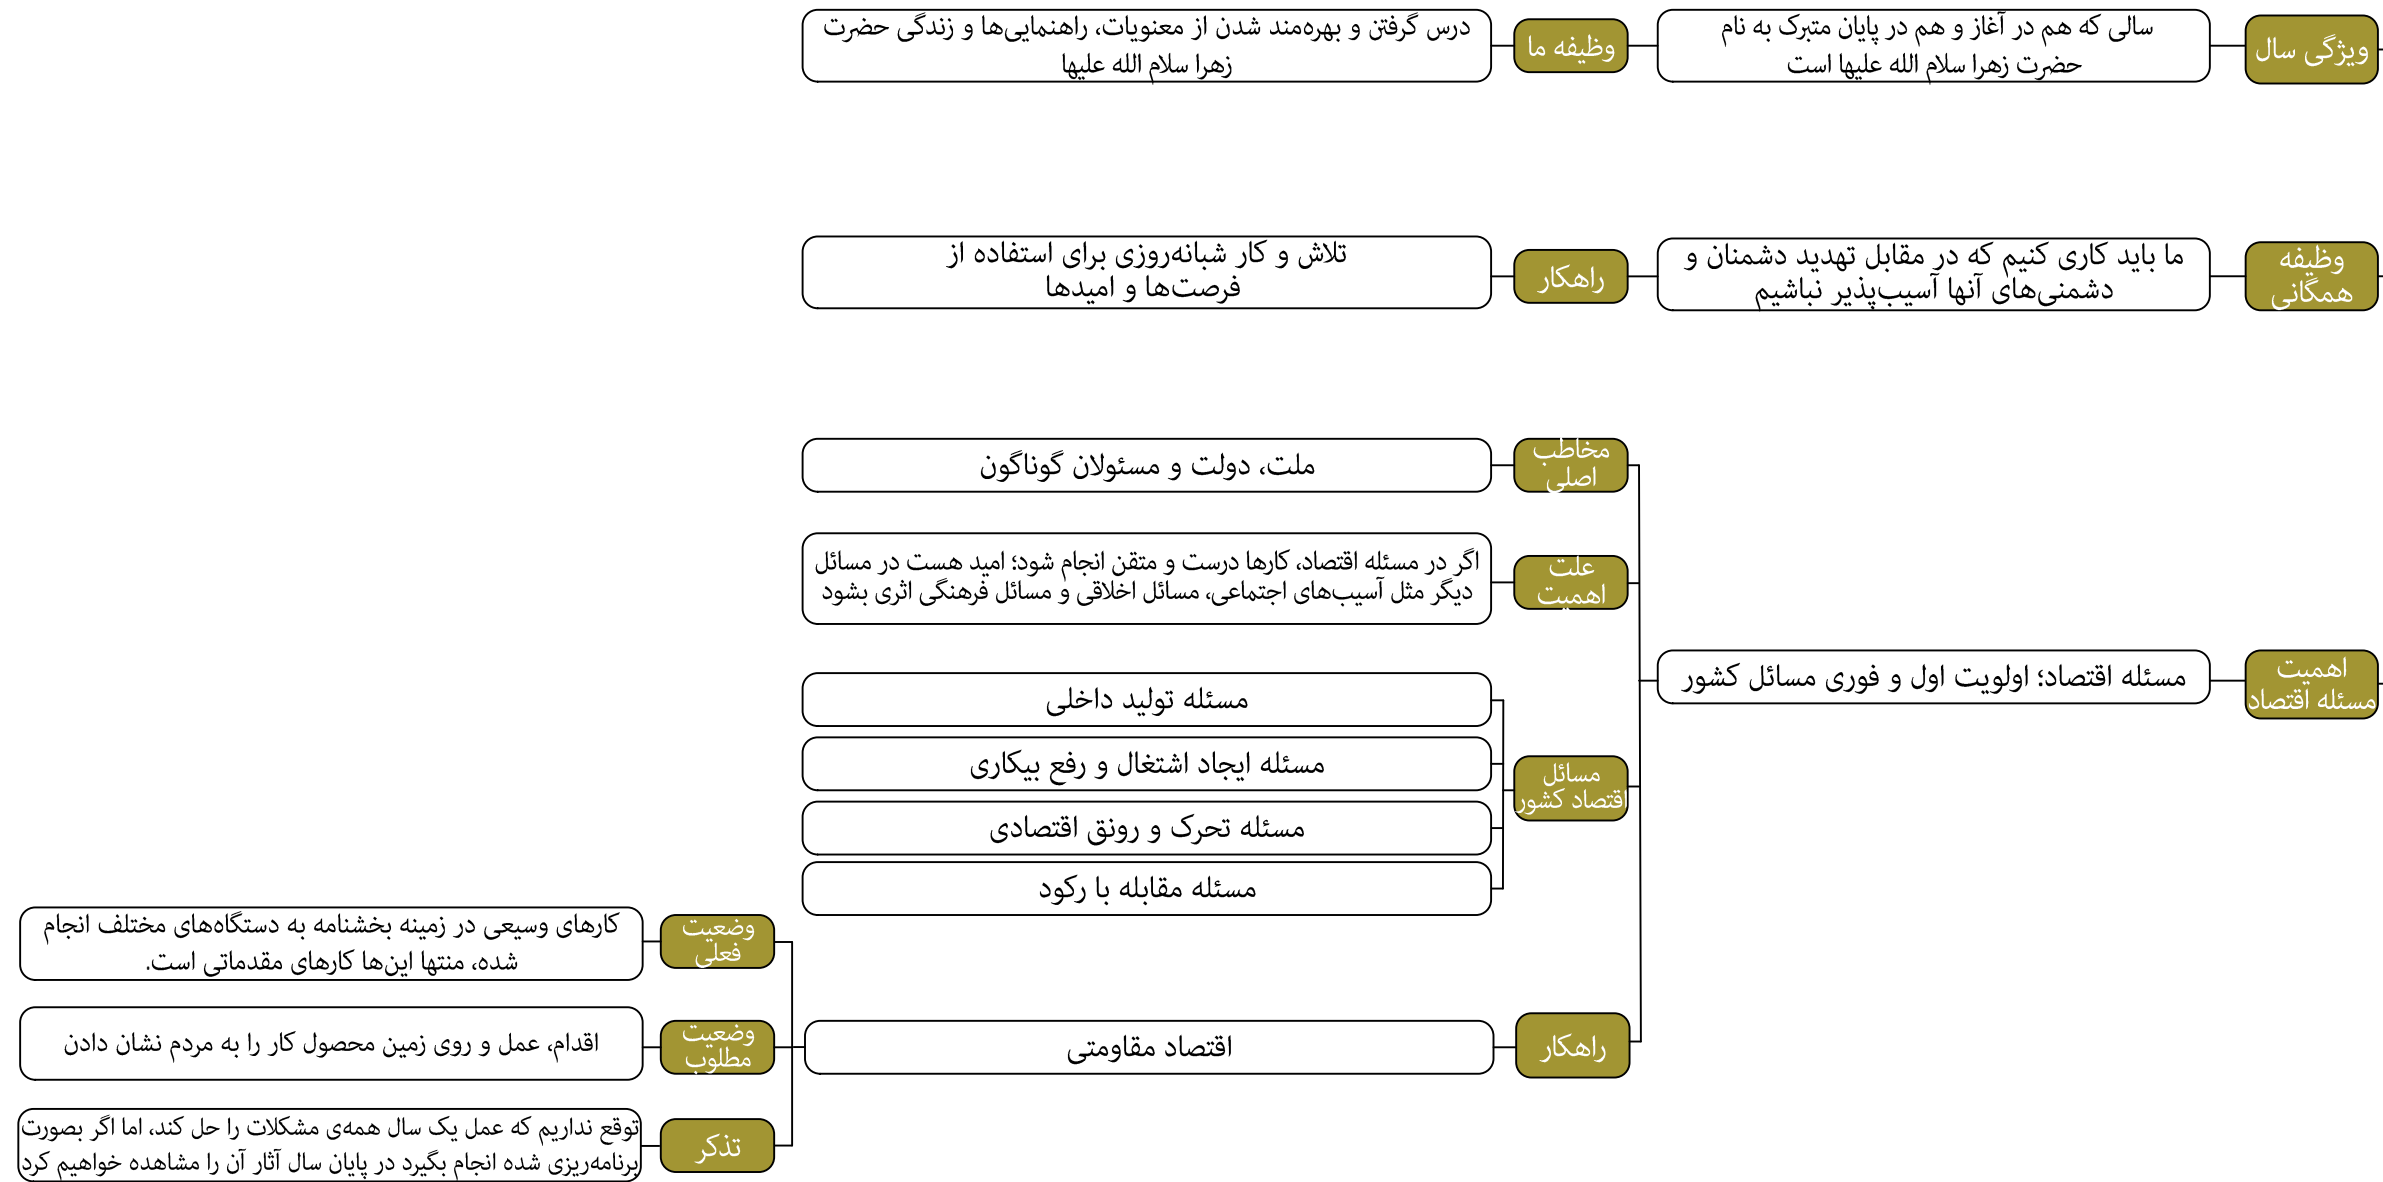 ویژگی سال
سالی که هم در آغاز و هم در پایان متبرک به نام
حضرت زهرا سلام الله علیها است
وظیفه ما
درس گرفتن و بهره‌مند شدن از معنویات، راهنمایی‌ها و زندگی حضرت
زهرا سلام الله علیها
وظیفه
همگانی
ما باید کاری کنیم که در مقابل تهدید دشمنان و
دشمنی‌های آنها آسیب‌پذیر نباشیم
راهکار
تلاش و کار شبانه‌روزی برای استفاده از
فرصت‌ها و امیدها
اهمیت
مسئله اقتصاد
مسئله اقتصاد؛ اولویت اول و فوری مسائل کشور
مخاطب
اصلی
ملت، دولت و مسئولان گوناگون
علت
اهمیت
اگر در مسئله اقتصاد، کارها درست و متقن انجام شود؛ امید هست در مسائل
دیگر مثل آسیب‌های اجتماعی، مسائل اخلاقی و مسائل فرهنگی اثری بشود
مسائل
اقتصاد کشور
مسئله تولید داخلی
مسئله ایجاد اشتغال و رفع بیکاری
مسئله تحرک و رونق اقتصادی
مسئله مقابله با رکود
راهکار
اقتصاد مقاومتی
وضعیت
فعلی
کارهای وسیعی در زمینه بخشنامه به دستگاه‌های مختلف انجام
شده، منتها این‌ها کارهای مقدماتی است.
وضعیت
مطلوب
اقدام، عمل و روی زمین محصول کار را به مردم نشان دادن
تذکر
توقع نداریم که عمل یک سال همه‌ی مشکلات را حل کند، اما اگر بصورت
برنامه‌ریزی شده انجام بگیرد در پایان سال آثار آن را مشاهده خواهیم کرد